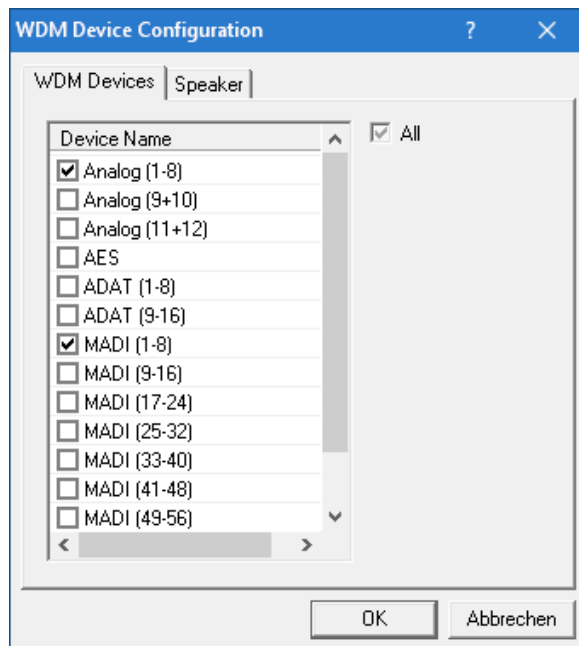 WDM Device Configuration
WDM Devices
Speaker
Device Name
All
Analog (1-8)
Analog (9+10)
Analog (11+12)
AES
ADAT (1-8)
ADAT (9-16)
MADI (1-8)
MADI (9-16)
MADI (17-24)
MADI (25-32)
MADI (33-40)
MADI (41-48)
MADI (49-56)
OK
Abbrechen